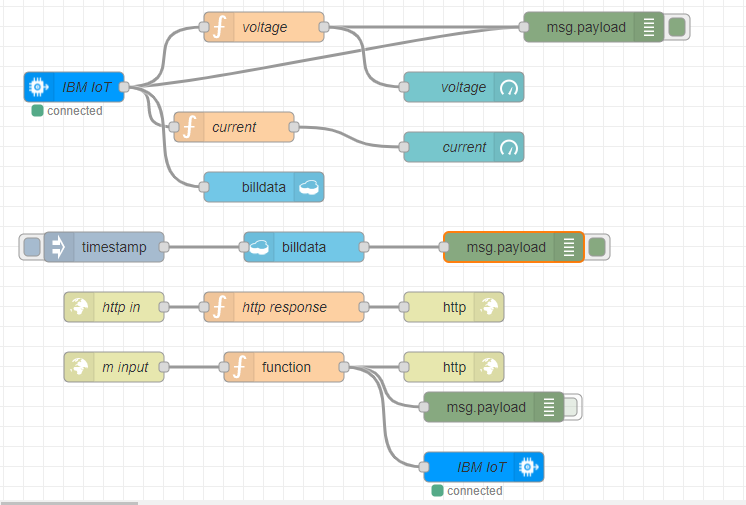 voltage
msg.payload
IBM IoT
voltage
connected
current
current
billdata
timestamp
billdata
msg.payload
http in
http response
http
m input
function
http
msg.payload
IBM IoT
connected